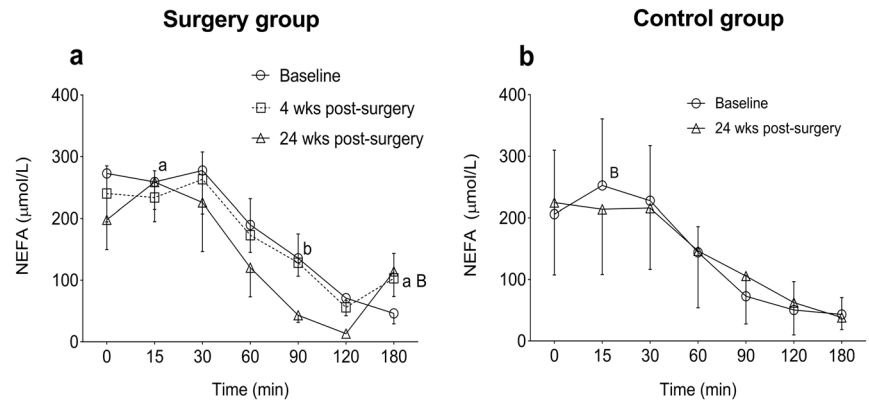 Surgery group
a
Baseline
4 wks post-surgery
24 wks post-surgery
400
300
200
100
0
NEFA (μmol/L)
a
b
a B
0 15 30 60 90 120 180
Time (min)
Control group
b
Baseline
24 wks post-surgery
400
300
200
100
0
NEFA (μmol/L)
B
0 15 30 60 90 120 180
Time (min)